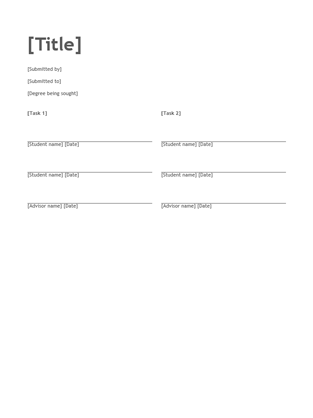 [Title]
[Submitted by]
[Submitted to]
[Degree being sought]
[Task 1] [Task 2]
[Student name] [Date] [Student name] [Date]
[Student name] [Date] [Student name] [Date]
[Advisor name] [Date] [Advisor name] [Date]